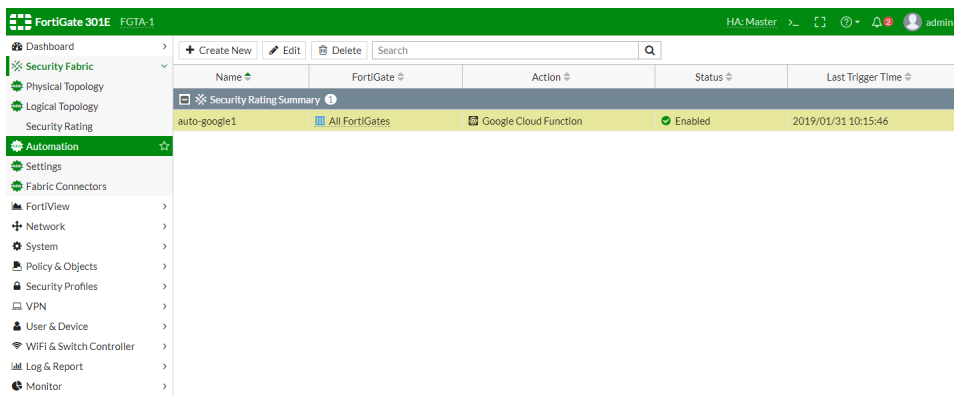 FortiGate 301E FGTA-1 HA: Master >_ 2 admin
Dashboard
Security Fabric
Physical Topology
Logical Topology
Security Rating
Automation
Settings
Fabric Connectors
FortiView
Network
System
Policy & Objects
Security Profiles
VPN
User & Device
WiFi & Switch Controller
Log & Report
Monitor
+ Create New Edit Delete Search
Name FortiGate Action Status Last Trigger Time
Security Rating Summary 1
auto-google1 All FortiGates Google Cloud Function Enabled 2019/01/31 10:15:46